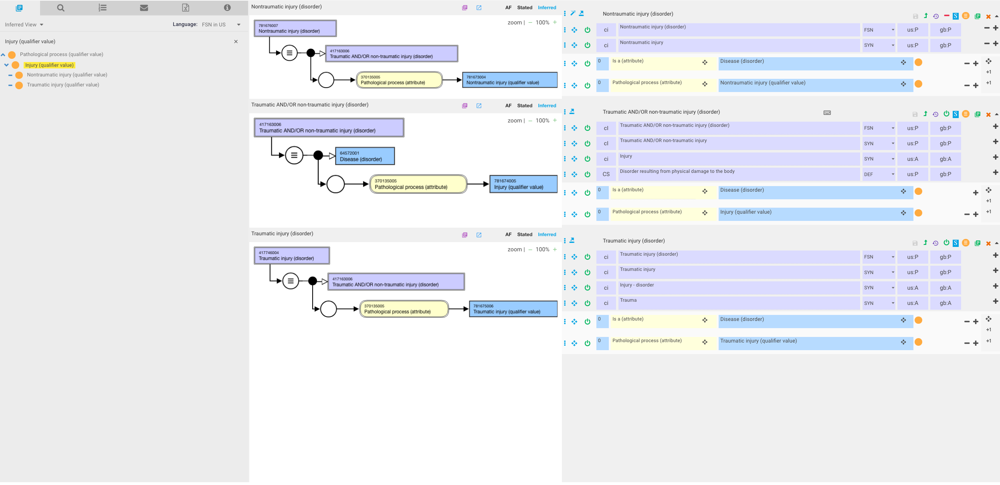 Inferred View
Language: FSN in US
Injury (qualifier value)
Pathological process (qualifier value)
Injury (qualifier value)
Nontraumatic injury (qualifier value)
Traumatic injury (qualifier value)
Nontraumatic injury (disorder)
AF Stated Inferred
zoom | − 100% +
781676007
Nontraumatic injury (disorder)
417163006
Traumatic AND/OR non-traumatic injury (disorder)
370135005
Pathological process (attribute)
781673004
Nontraumatic injury (qualifier value)
Traumatic AND/OR non-traumatic injury (disorder)
AF Stated Inferred
zoom | − 100% +
417163006
Traumatic AND/OR non-traumatic injury (disorder)
64572001
Disease (disorder)
370135005
Pathological process (attribute)
781674005
Injury (qualifier value)
Traumatic injury (disorder)
AF Stated Inferred
zoom | − 100% +
417746004
Traumatic injury (disorder)
417163006
Traumatic AND/OR non-traumatic injury (disorder)
370135005
Pathological process (attribute)
781675006
Traumatic injury (qualifier value)
Nontraumatic injury (disorder)
S
ci Nontraumatic injury (disorder) FSN us:P gb:P
ci Nontraumatic injury SYN us:P gb:P
0 Is a (attribute) Disease (disorder)
+1
0 Pathological process (attribute) Nontraumatic injury (qualifier value) +1
Traumatic AND/OR non-traumatic injury (disorder)
S
cI Traumatic AND/OR non-traumatic injury (disorder) FSN us:P gb:P
cI Traumatic AND/OR non-traumatic injury SYN us:P gb:P
ci Injury SYN us:A gb:A
CS Disorder resulting from physical damage to the body DEF us:P gb:P
0 Is a (attribute) Disease (disorder)
+1
0 Pathological process (attribute) Injury (qualifier value) +1
Traumatic injury (disorder)
S
ci Traumatic injury (disorder) FSN us:P gb:P
ci Traumatic injury SYN us:P gb:P
ci Injury - disorder SYN us:A gb:A
ci Trauma SYN us:A gb:A
0 Is a (attribute) Disease (disorder)
+1
0 Pathological process (attribute) Traumatic injury (qualifier value) +1